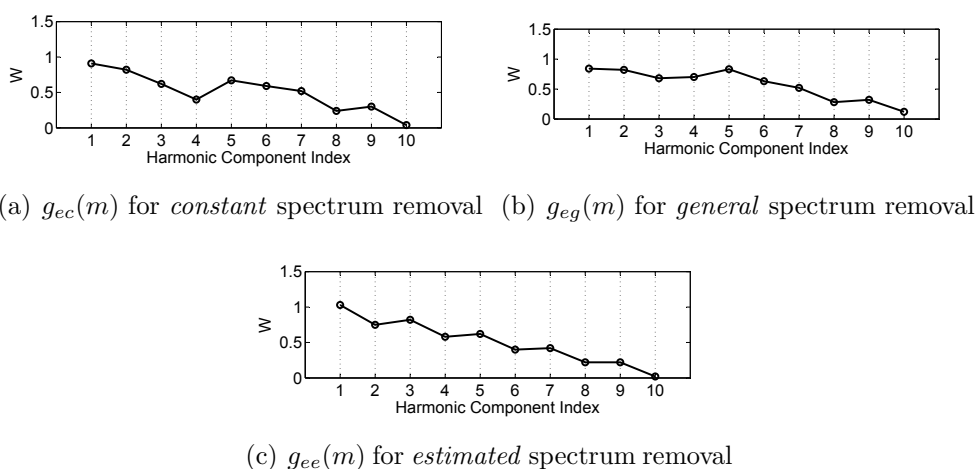 1.5
1
0.5
0
W
1 2 3 4 5 6 7 8 9 10
Harmonic Component Index
(a) g_ec(m) for constant spectrum removal
1.5
1
0.5
0
W
1 2 3 4 5 6 7 8 9 10
Harmonic Component Index
(b) g_eg(m) for general spectrum removal
1.5
1
0.5
0
W
1 2 3 4 5 6 7 8 9 10
Harmonic Component Index
(c) g_ee(m) for estimated spectrum removal